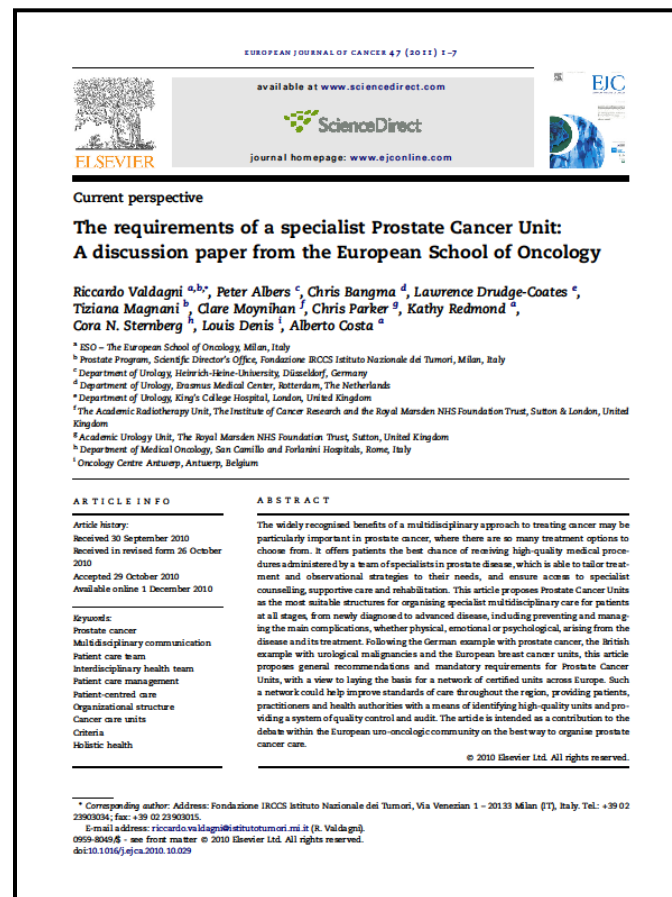 EUROPEAN JOURNAL OF CANCER 47 (2011) 1–7
ELSEVIER
available at www.sciencedirect.com
ScienceDirect
journal homepage: www.ejconline.com
EJC
Current perspective
The requirements of a specialist Prostate Cancer Unit:
A discussion paper from the European School of Oncology
Riccardo Valdagni a,b,*, Peter Albers c, Chris Bangma d, Lawrence Drudge-Coates e,
Tiziana Magnani b, Clare Moynihan f, Chris Parker g, Kathy Redmond a,
Cora N. Sternberg h, Louis Denis i, Alberto Costa a
a ESO – The European School of Oncology, Milan, Italy
b Prostate Program, Scientific Director's Office, Fondazione IRCCS Istituto Nazionale dei Tumori, Milan, Italy
c Department of Urology, Heinrich-Heine-University, Düsseldorf, Germany
d Department of Urology, Erasmus Medical Center, Rotterdam, The Netherlands
e Department of Urology, King's College Hospital, London, United Kingdom
f The Academic Radiotherapy Unit, The Institute of Cancer Research and the Royal Marsden NHS Foundation Trust, Sutton & London, United
Kingdom
g Academic Urology Unit, The Royal Marsden NHS Foundation Trust, Sutton, United Kingdom
h Department of Medical Oncology, San Camillo and Forlanini Hospitals, Rome, Italy
i Oncology Centre Antwerp, Antwerp, Belgium
ARTICLE INFO
Article history:
Received 30 September 2010
Received in revised form 26 October
2010
Accepted 29 October 2010
Available online 1 December 2010
Keywords:
Prostate cancer
Multidisciplinary communication
Patient care team
Interdisciplinary health team
Patient care management
Patient-centred care
Organizational structure
Cancer care units
Criteria
Holistic health
ABSTRACT
The widely recognised benefits of a multidisciplinary approach to treating cancer may be
particularly important in prostate cancer, where there are so many treatment options to
choose from. It offers patients the best chance of receiving high-quality medical proce-
dures administered by a team of specialists in prostate disease, which is able to tailor treat-
ment and observational strategies to their needs, and ensure access to specialist
counselling, supportive care and rehabilitation. This article proposes Prostate Cancer Units
as the most suitable structures for organising specialist multidisciplinary care for patients
at all stages, from newly diagnosed to advanced disease, including preventing and manag-
ing the main complications, whether physical, emotional or psychological, arising from the
disease and its treatment. Following the German example with prostate cancer, the British
example with urological malignancies and the European breast cancer units, this article
proposes general recommendations and mandatory requirements for Prostate Cancer
Units, with a view to laying the basis for a network of certified units across Europe. Such
a network could help improve standards of care throughout the region, providing patients,
practitioners and health authorities with a means of identifying high-quality units and pro-
viding a system of quality control and audit. The article is intended as a contribution to the
debate within the European uro-oncologic community on the best way to organise prostate
cancer care.
© 2010 Elsevier Ltd. All rights reserved.
* Corresponding author: Address: Fondazione IRCCS Istituto Nazionale dei Tumori, Via Venezian 1 – 20133 Milan (IT), Italy. Tel.: +39 02
23903034; fax: +39 02 23903015.
E-mail address: riccardo.valdagni@istitutotumori.mi.it (R. Valdagni).
0959-8049/$ - see front matter © 2010 Elsevier Ltd. All rights reserved.
doi:10.1016/j.ejca.2010.10.029